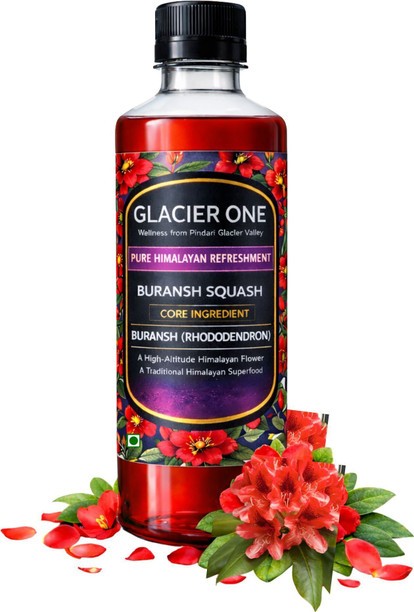 GLACIER ONE
Wellness from Pindari Glacier Valley
PURE HIMALAYAN REFRESHMENT
BURANSH SQUASH
CORE INGREDIENT
BURANSH (RHODODENDRON)
A High-Altitude Himalayan Flower
A Traditional Himalayan Superfood